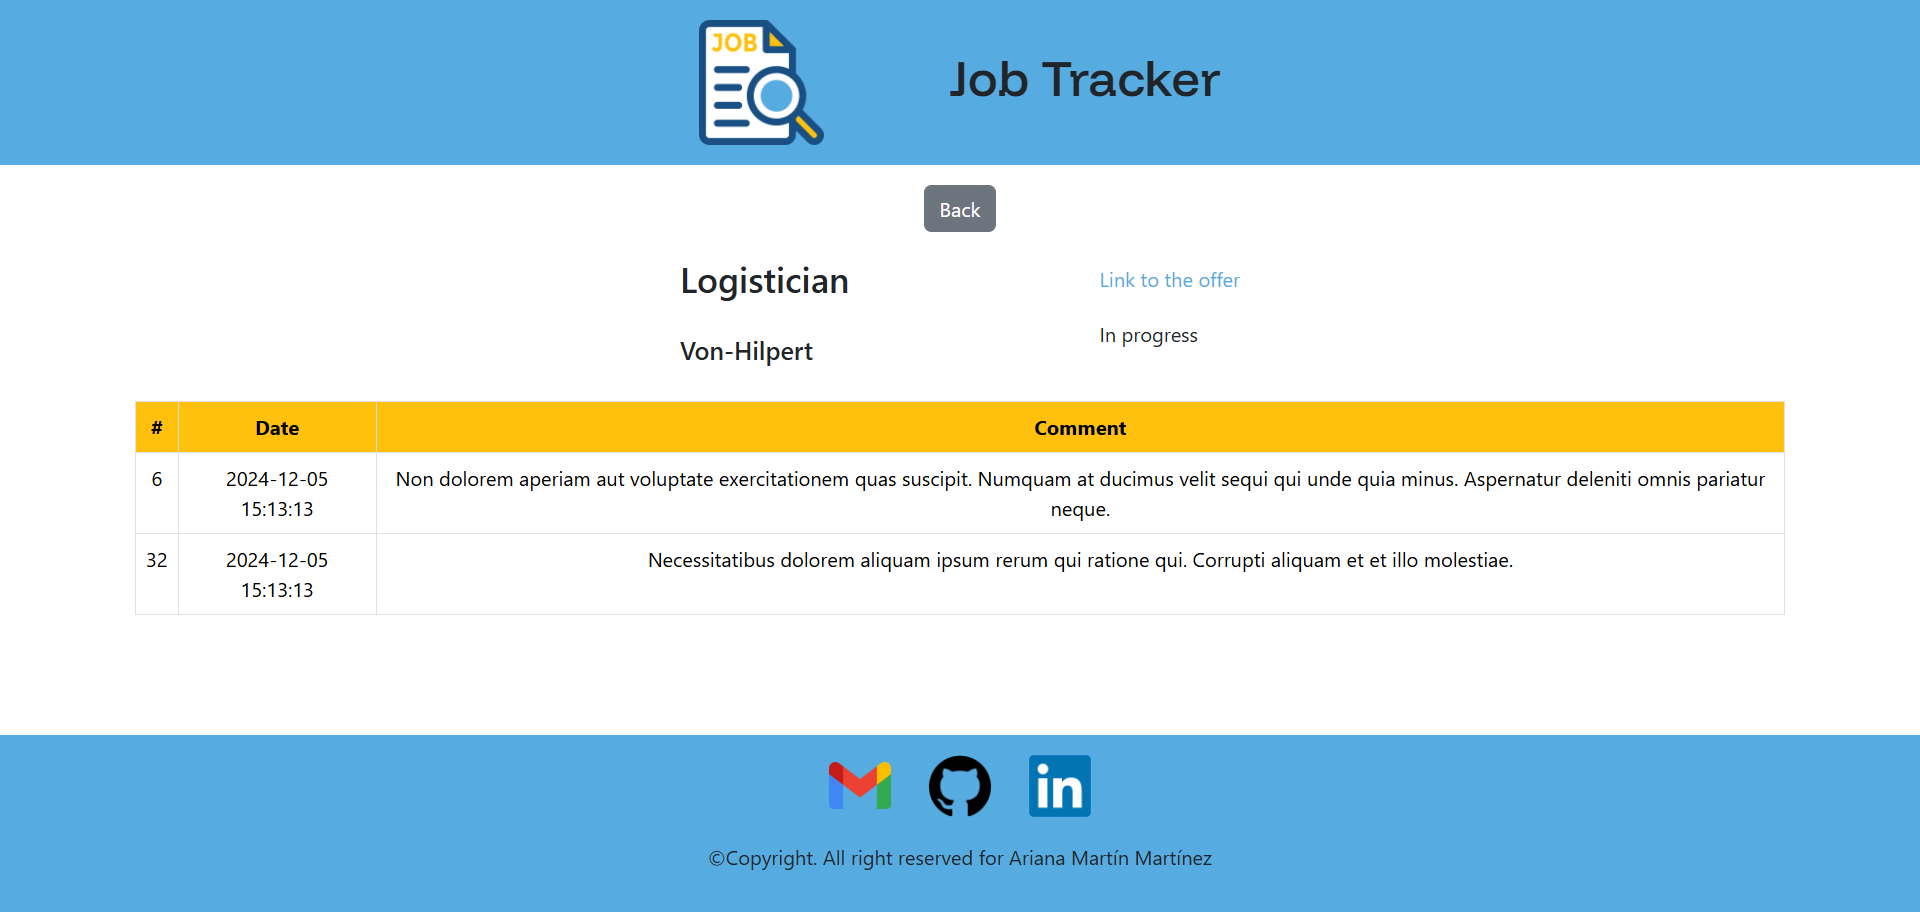 JOB
Job Tracker
Back
Logistician
Link to the offer
Von-Hilpert
In progress
# Date Comment
6 2024-12-05 15:13:13 Non dolorem aperiam aut voluptate exercitationem quas suscipit. Numquam at ducimus velit sequi qui unde quia minus. Aspernatur deleniti omnis pariatur
neque.
32 2024-12-05 15:13:13 Necessitatibus dolorem aliquam ipsum rerum qui ratione qui. Corrupti aliquam et et illo molestiae.
in
©Copyright. All right reserved for Ariana Martín Martínez